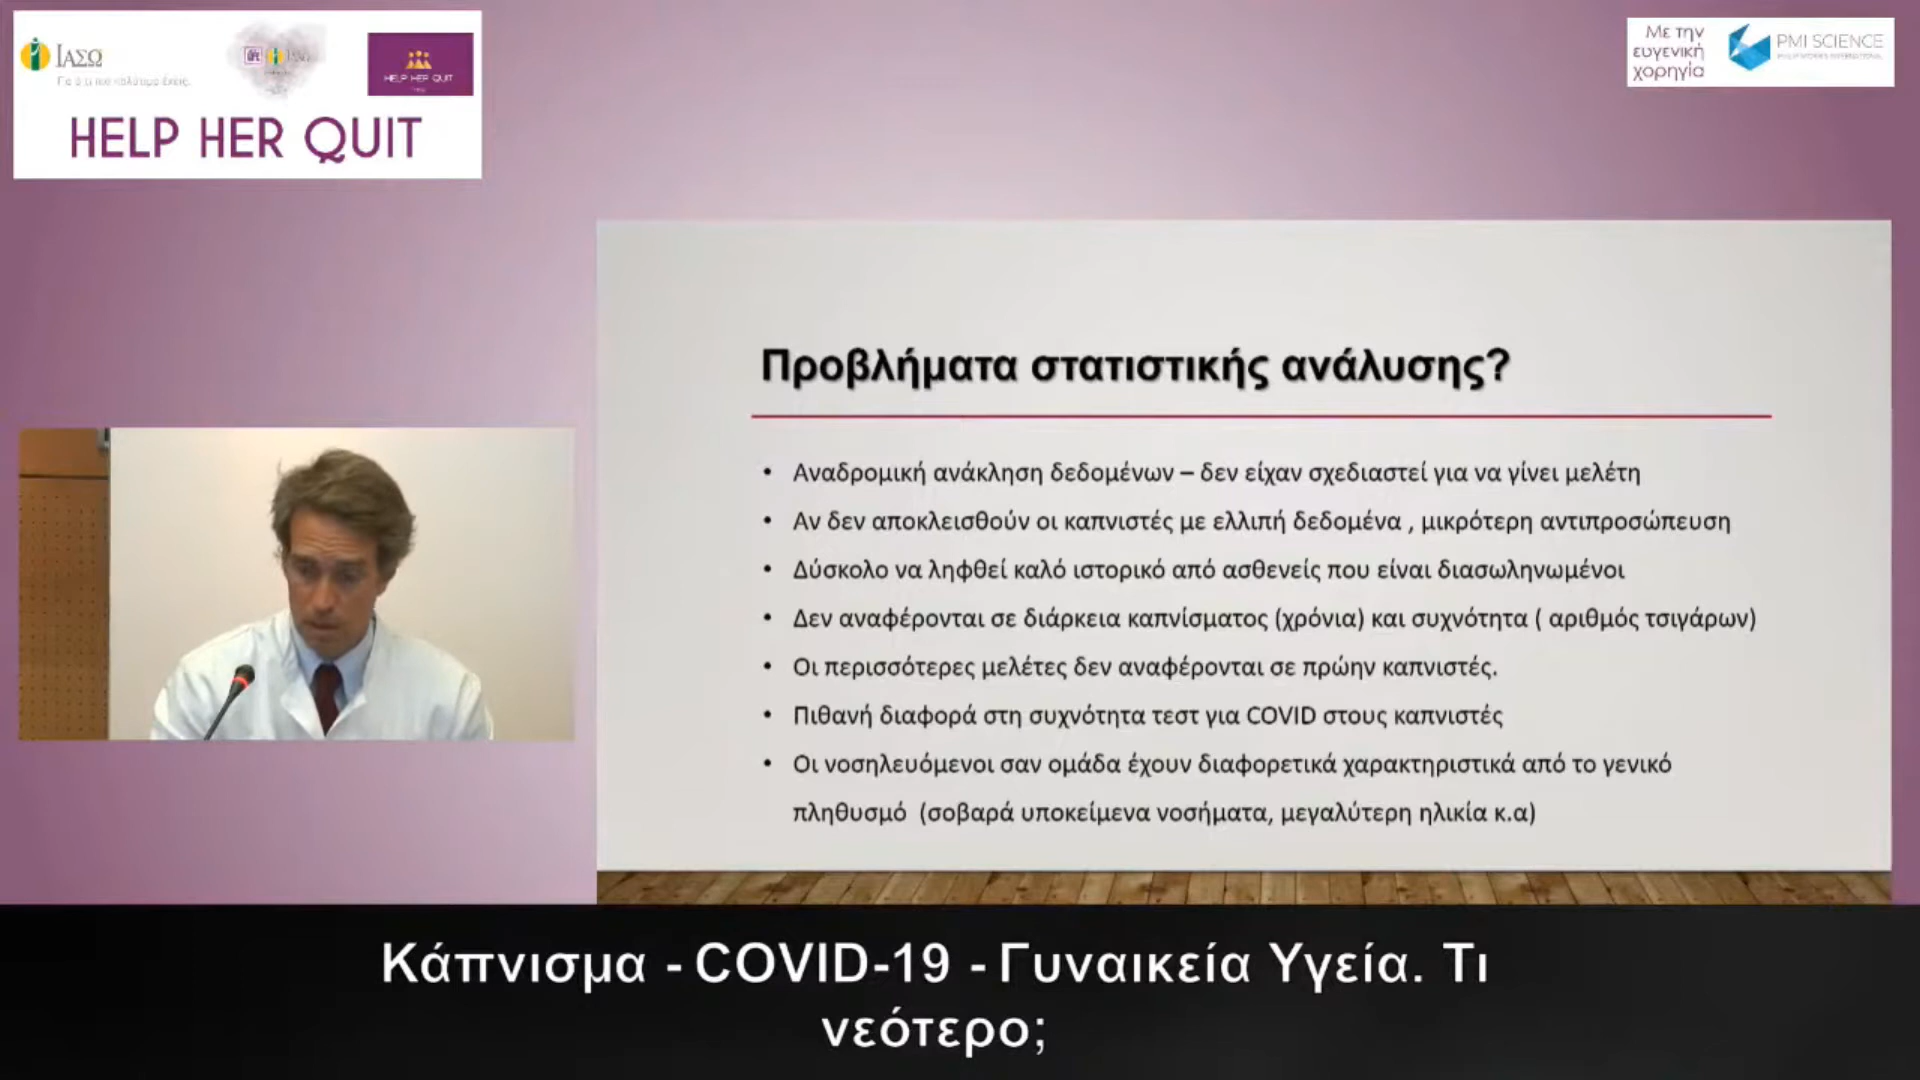 ΙΑΣΩ
HELP HER QUIT
HELP HER QUIT
Με την
ευγενική
χορηγία
PMI SCIENCE
PHILIP MORRIS INTERNATIONAL
Προβλήματα στατιστικής ανάλυσης?
• Αναδρομική ανάκληση δεδομένων – δεν είχαν σχεδιαστεί για να γίνει μελέτη
• Αν δεν αποκλεισθούν οι καπνιστές με ελλιπή δεδομένα , μικρότερη αντιπροσώπευση
• Δύσκολο να ληφθεί καλό ιστορικό από ασθενείς που είναι διασωληνωμένοι
• Δεν αναφέρονται σε διάρκεια καπνίσματος (χρόνια) και συχνότητα ( αριθμός τσιγάρων)
• Οι περισσότερες μελέτες δεν αναφέρονται σε πρώην καπνιστές.
• Πιθανή διαφορά στη συχνότητα τεστ για COVID στους καπνιστές
• Οι νοσηλευόμενοι σαν ομάδα έχουν διαφορετικά χαρακτηριστικά από το γενικό
πληθυσμό (σοβαρά υποκείμενα νοσήματα, μεγαλύτερη ηλικία κ.α)
Κάπνισμα - COVID-19 - Γυναικεία Υγεία. Τι
νεότερο;